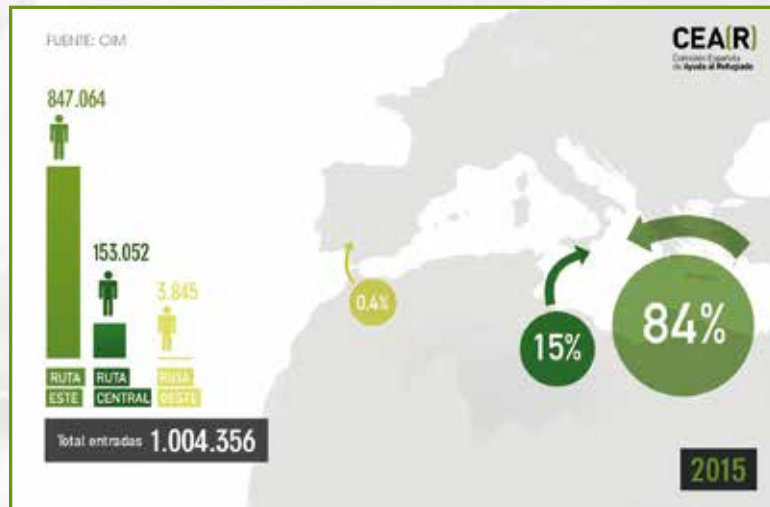 FUENTE: OIM
CEA(R)
Comisión Española
de Ayuda al Refugiado
847.064
153.052
3.845
RUTA ESTE
RUTA CENTRAL
RUTA OESTE
Total entradas 1.004.356
0,4%
15%
84%
2015